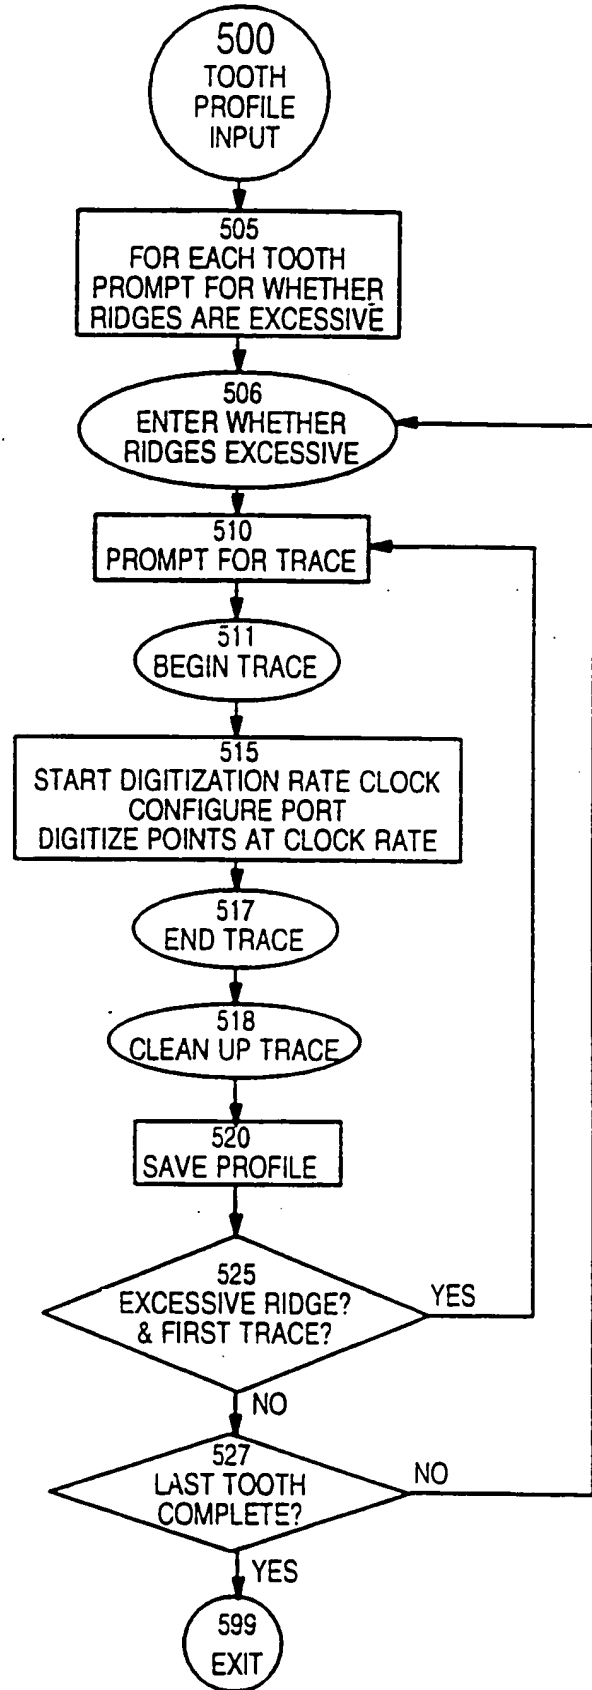 500
TOOTH
PROFILE
INPUT
505
FOR EACH TOOTH
PROMPT FOR WHETHER
RIDGES ARE EXCESSIVE
506
ENTER WHETHER
RIDGES EXCESSIVE
510
PROMPT FOR TRACE
511
BEGIN TRACE
515
START DIGITIZATION RATE CLOCK
CONFIGURE PORT
DIGITIZE POINTS AT CLOCK RATE
517
END TRACE
518
CLEAN UP TRACE
520
SAVE PROFILE
525
EXCESSIVE RIDGE?
& FIRST TRACE?
YES
NO
527
LAST TOOTH
COMPLETE?
NO
YES
599
EXIT